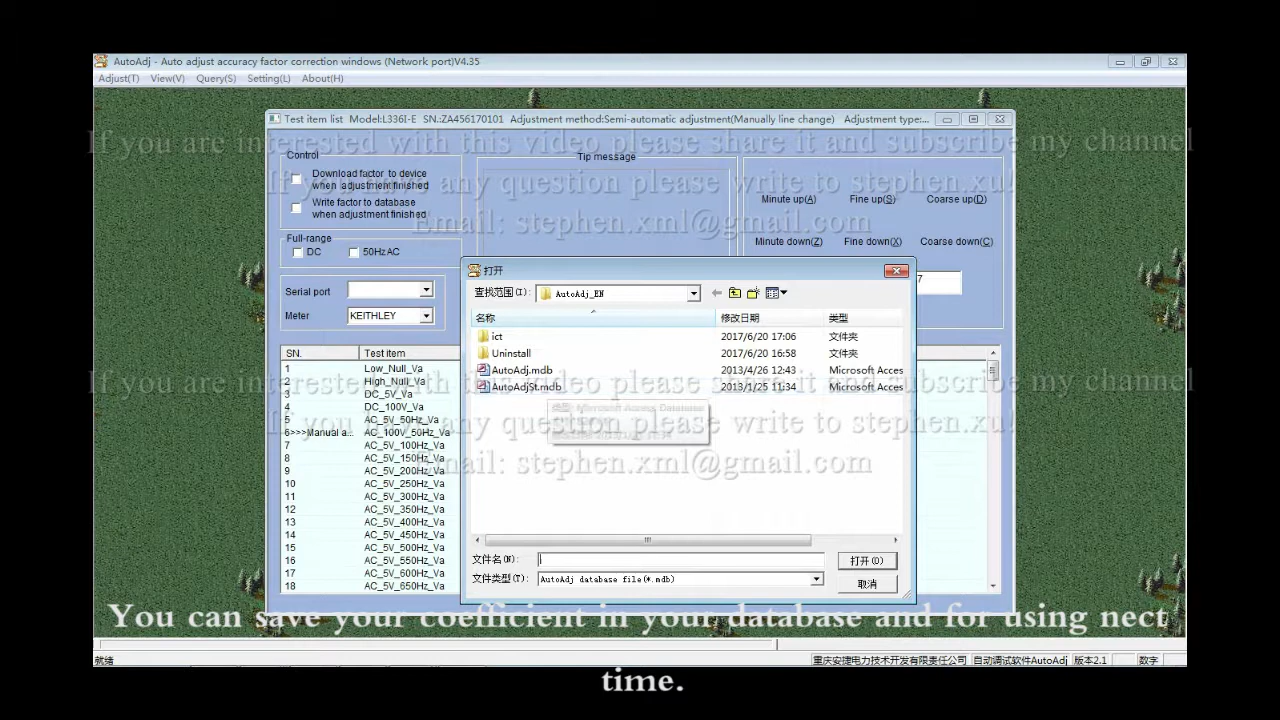 AutoAdj - Auto adjust accuracy factor correction windows (Network port)V4.35
Adjust(T) View(V) Query(S) Setting(L) About(H)
Test item list Model:L336I-E SN:ZA456170101 Adjustment method:Semi-automatic adjustment(Manually line change) Adjustment type:...
If you are interested with this video please share it and subscribe my channel
If you have any question please write to stephen.xu!
Email: stephen.xml@gmail.com
Control
Download factor to device
when adjustment finished
Write factor to database
when adjustment finished
Tip message
Minute up(A) Fine up(S) Coarse up(D)
Minute down(Z) Fine down(X) Coarse down(C)
Full-range
DC 50HzAC
Serial port
Meter KEITHLEY
7
打开
查找范围(I): AutoAdj_EN
名称 修改日期 类型
ict 2017/6/20 17:06 文件夹
Uninstall 2017/6/20 16:58 文件夹
AutoAdj.mdb 2013/4/26 12:43 Microsoft Acces
AutoAdjSt.mdb 2013/1/25 11:34 Microsoft Acces
文件名(N):
打开(O)
文件类型(T): AutoAdj database file(*.mdb)
取消
SN. Test item
1 Low_Null_Va
2 High_Null_Va
3 DC_5V_Va
4 DC_100V_Va
5 AC_5V_50Hz_Va
6>>>Manual a... AC_100V_50Hz_Va
7 AC_5V_100Hz_Va
8 AC_5V_150Hz_Va
9 AC_5V_200Hz_Va
10 AC_5V_250Hz_Va
11 AC_5V_300Hz_Va
12 AC_5V_350Hz_Va
13 AC_5V_400Hz_Va
14 AC_5V_450Hz_Va
15 AC_5V_500Hz_Va
16 AC_5V_550Hz_Va
17 AC_5V_600Hz_Va
18 AC_5V_650Hz_Va
If you are interested with this video please share it and subscribe my channel
If you have any question please write to stephen.xu!
Email: stephen.xml@gmail.com
You can save your coefficient in your database and for using nect
time.
就绪 重庆安捷电力技术开发有限责任公司 自动调试软件AutoAdj 版本2.1 数字